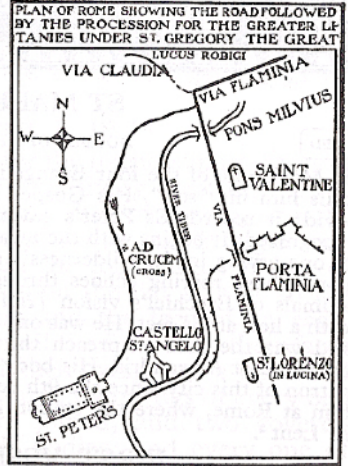 PLAN OF ROME SHOWING THE ROAD FOLLOWED
BY THE PROCESSION FOR THE GREATER LI-
TANIES UNDER ST. GREGORY THE GREAT
LUCUS ROBIGI
VIA CLAUDIA
VIA FLAMINIA
PONS MILVIUS
N
W
E
S
RIVER TIBER
SAINT
VALENTINE
VIA
FLAMINIA
A.D
CRUCEM
(CROSS)
PORTA
FLAMINIA
CASTELLO
ST ANGELO
ST LORENZO
(IN LUCINA)
ST. PETER'S